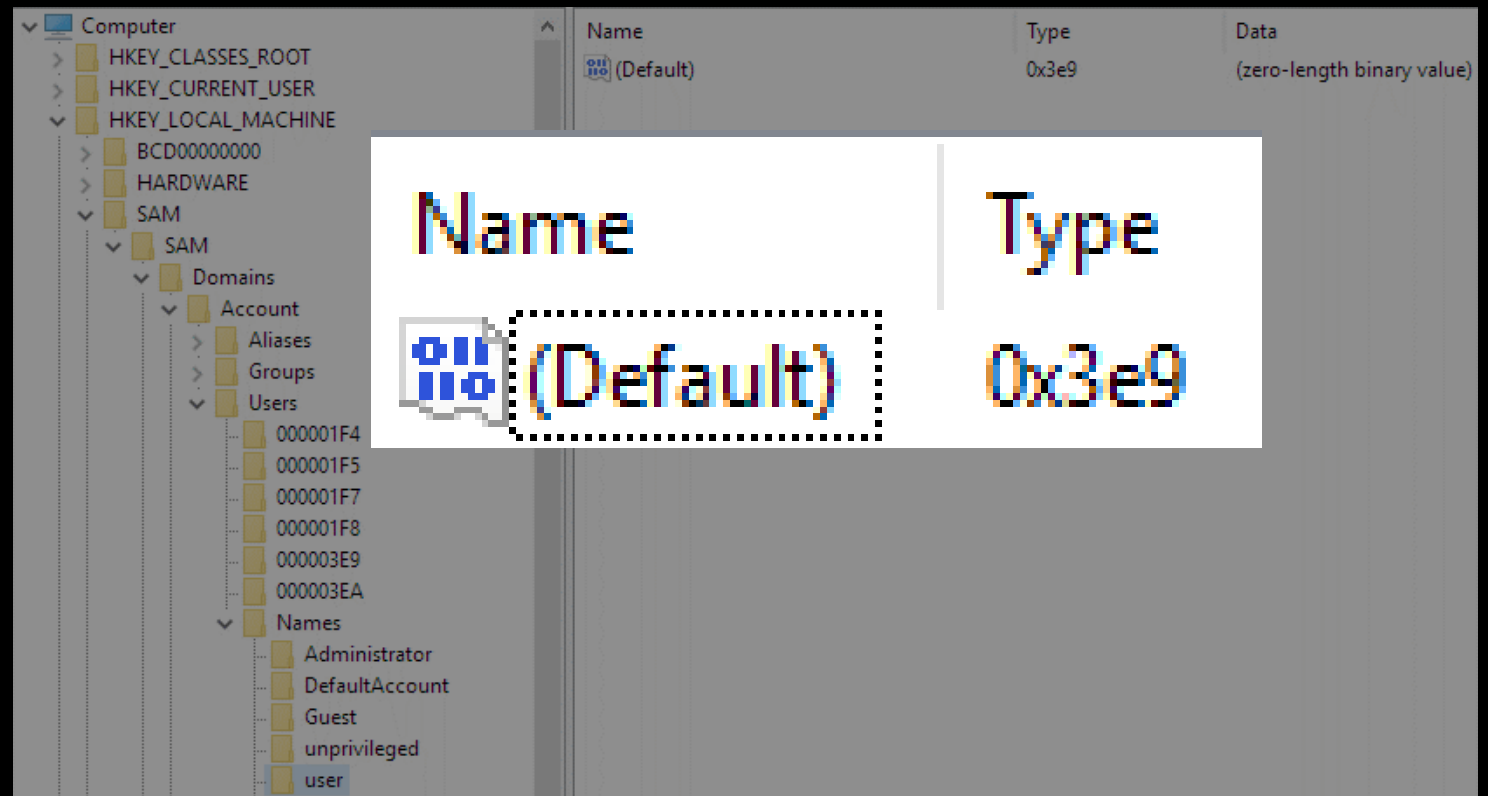 Computer
HKEY_CLASSES_ROOT
HKEY_CURRENT_USER
HKEY_LOCAL_MACHINE
BCD00000000
HARDWARE
SAM
SAM
Domains
Account
Aliases
Groups
Users
000001F4
000001F5
000001F7
000001F8
000003E9
000003EA
Names
Administrator
DefaultAccount
Guest
unprivileged
user
Name Type Data
(Default) 0x3e9 (zero-length binary value)
Name Type
(Default) 0x3e9